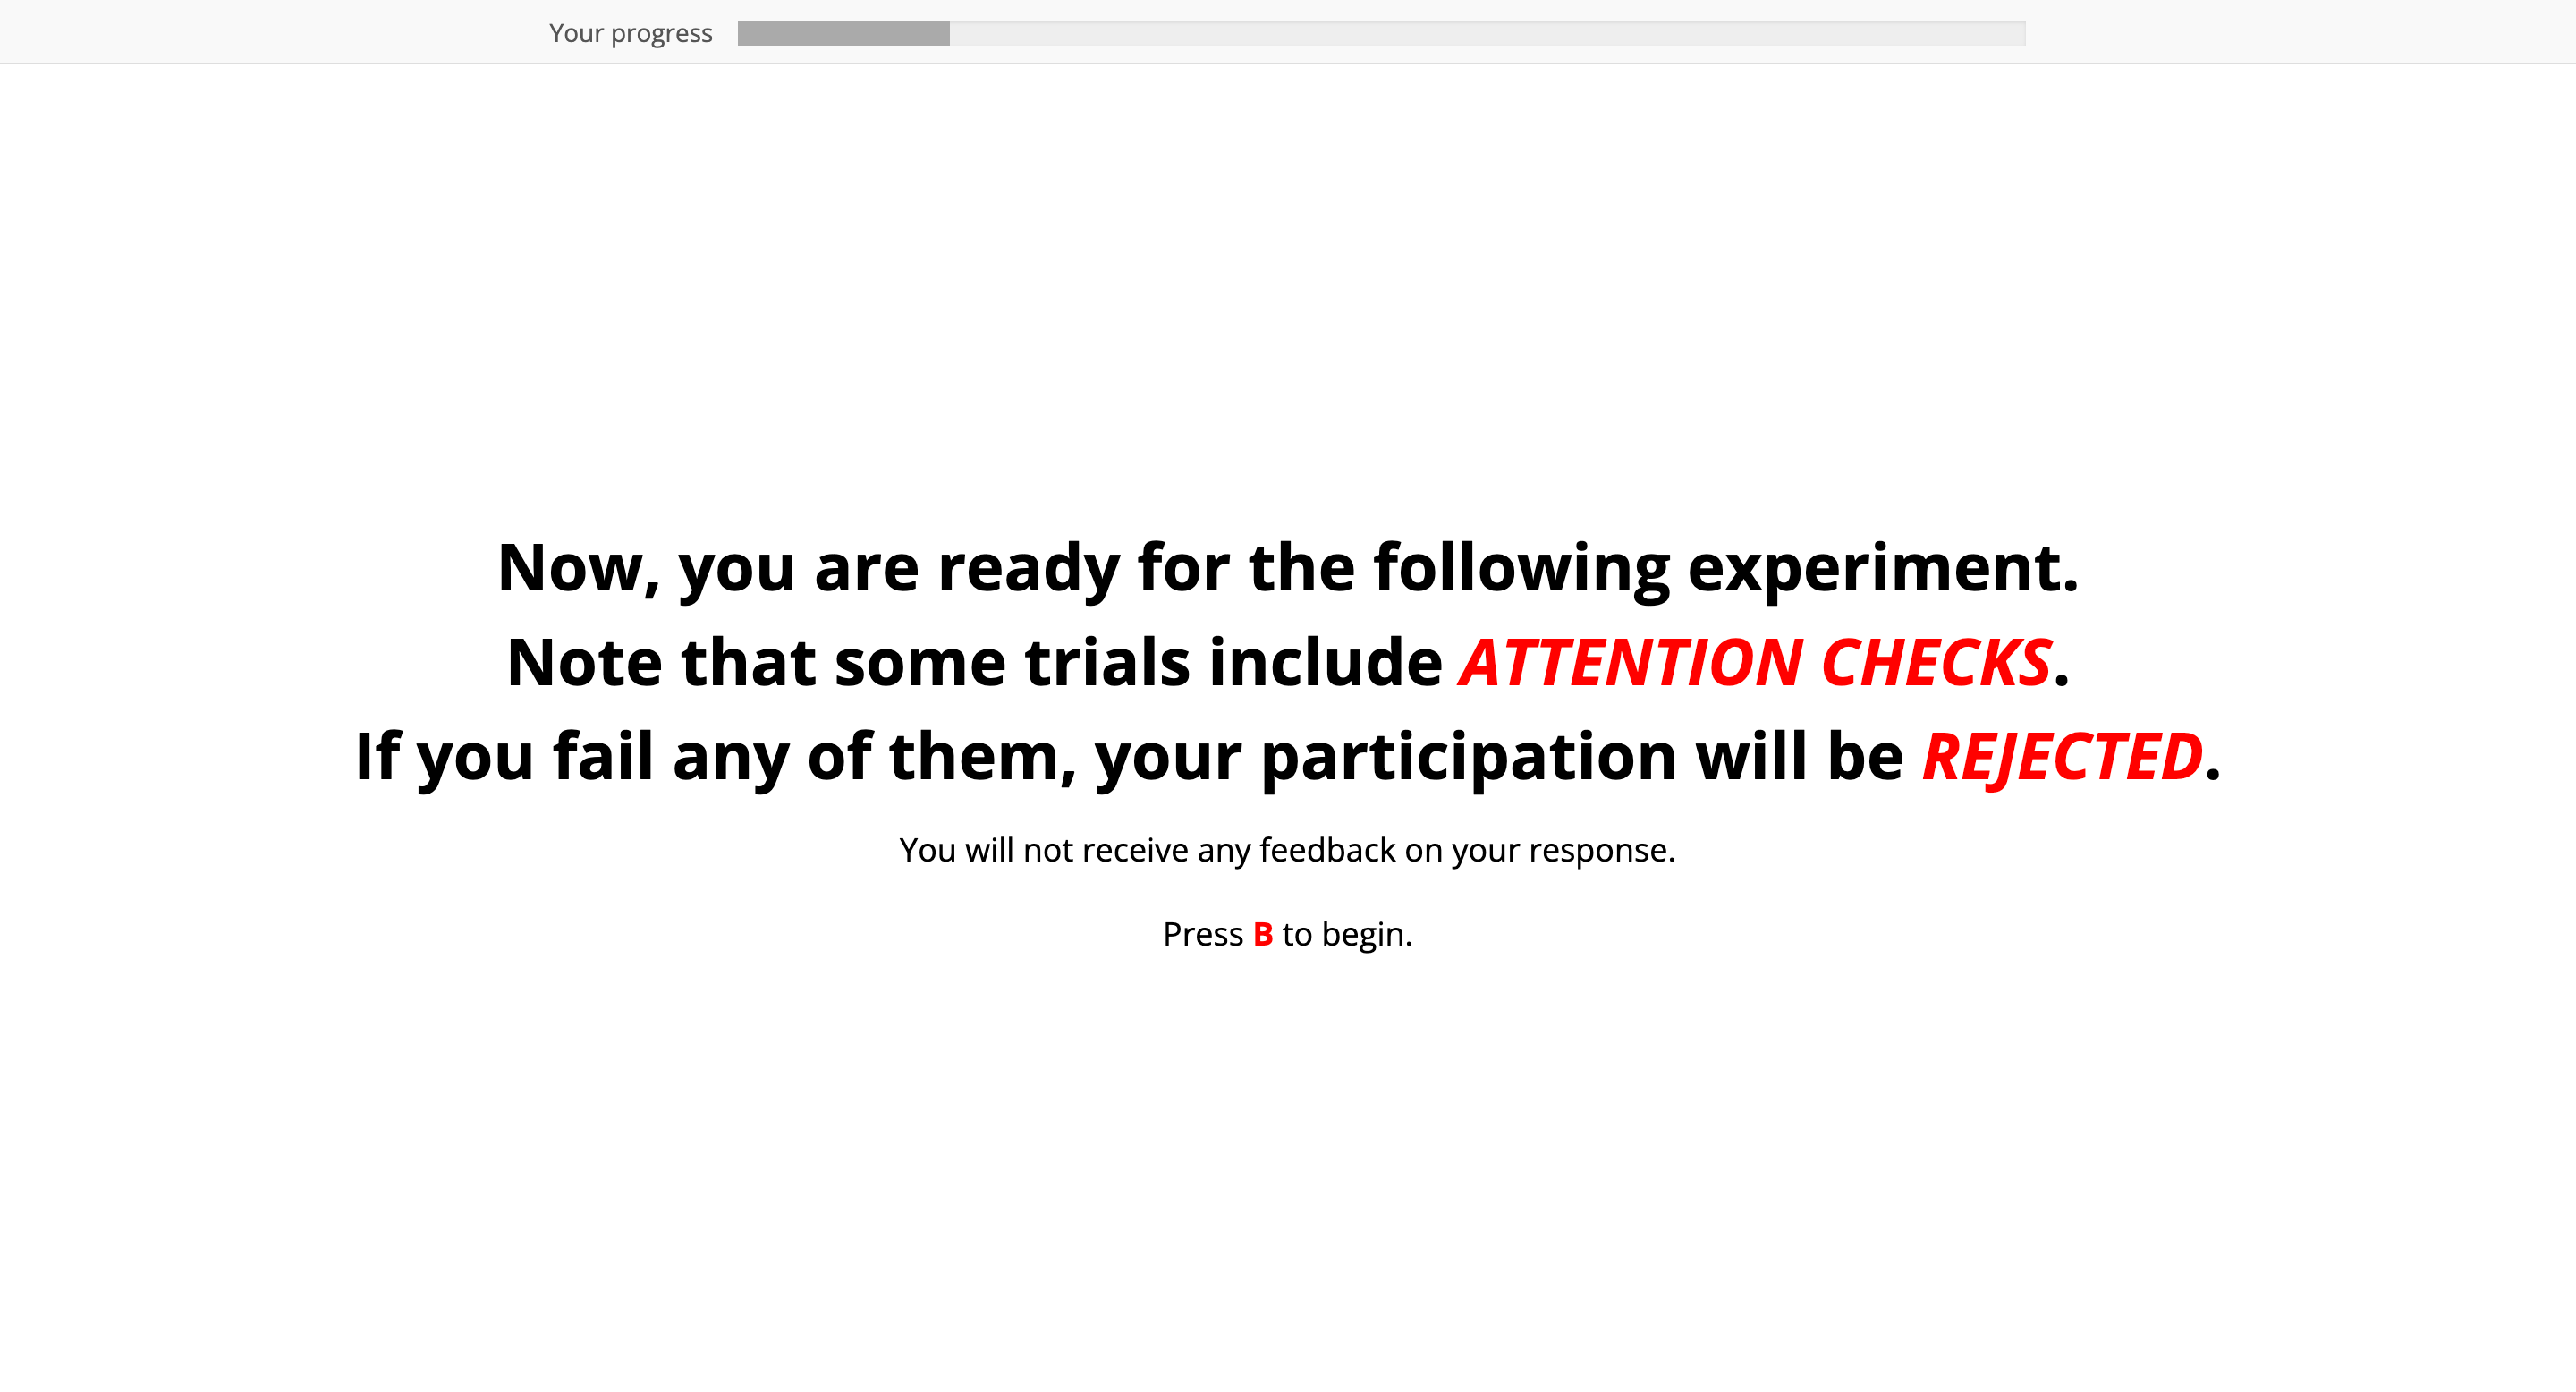 Your progress
Now, you are ready for the following experiment.
Note that some trials include ATTENTION CHECKS.
If you fail any of them, your participation will be REJECTED.
You will not receive any feedback on your response.
Press B to begin.